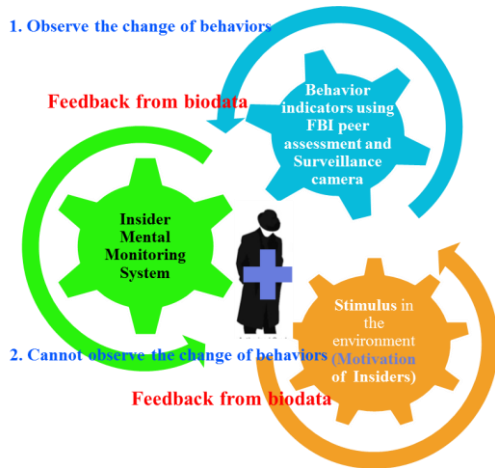 1. Observe the change of behaviors
Feedback from biodata
Behavior
indicators using
FBI peer
assessment and
Surveillance
camera
Insider
Mental
Monitoring
System
Stimulus in
the
environment
(Motivation
of Insiders)
2. Cannot observe the change of behaviors
Feedback from biodata